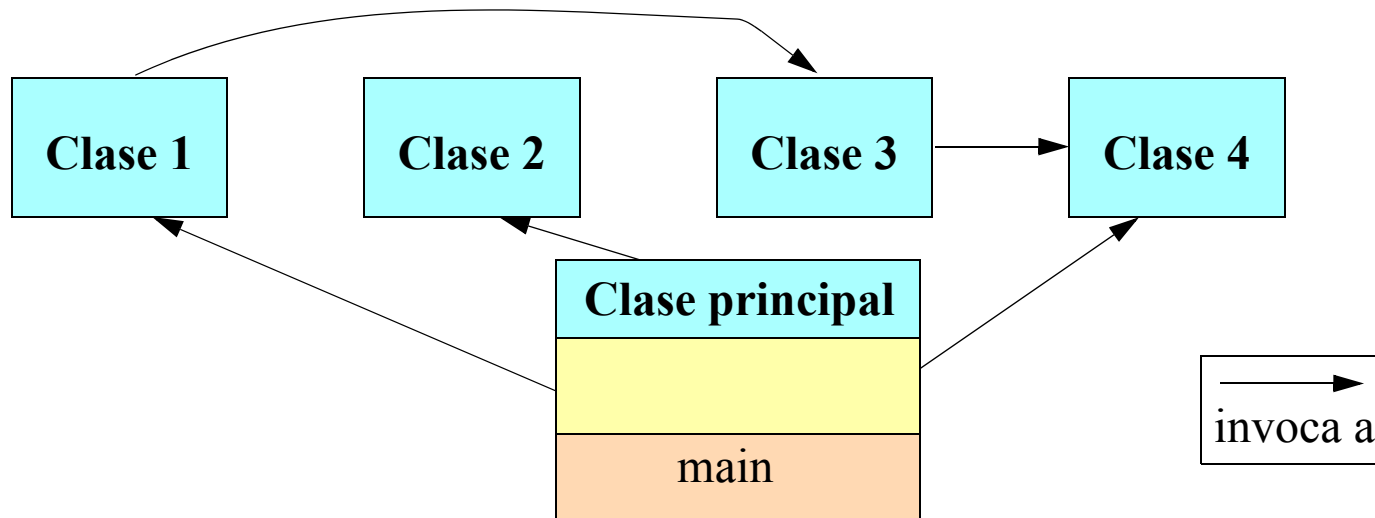 Clase 1
Clase 2
Clase 3
Clase 4
Clase principal
main
invoca a